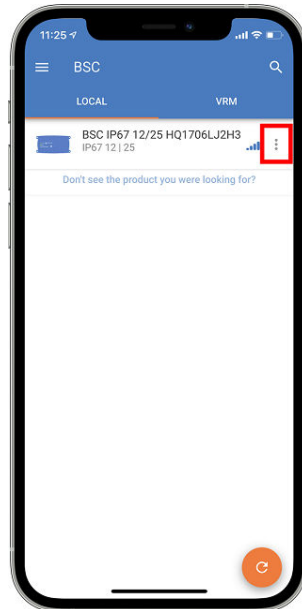 11:25
BSC
LOCAL VRM
BSC IP67 12/25 HQ1706LJ2H3
IP67 12 | 25
Don't see the product you were looking for?